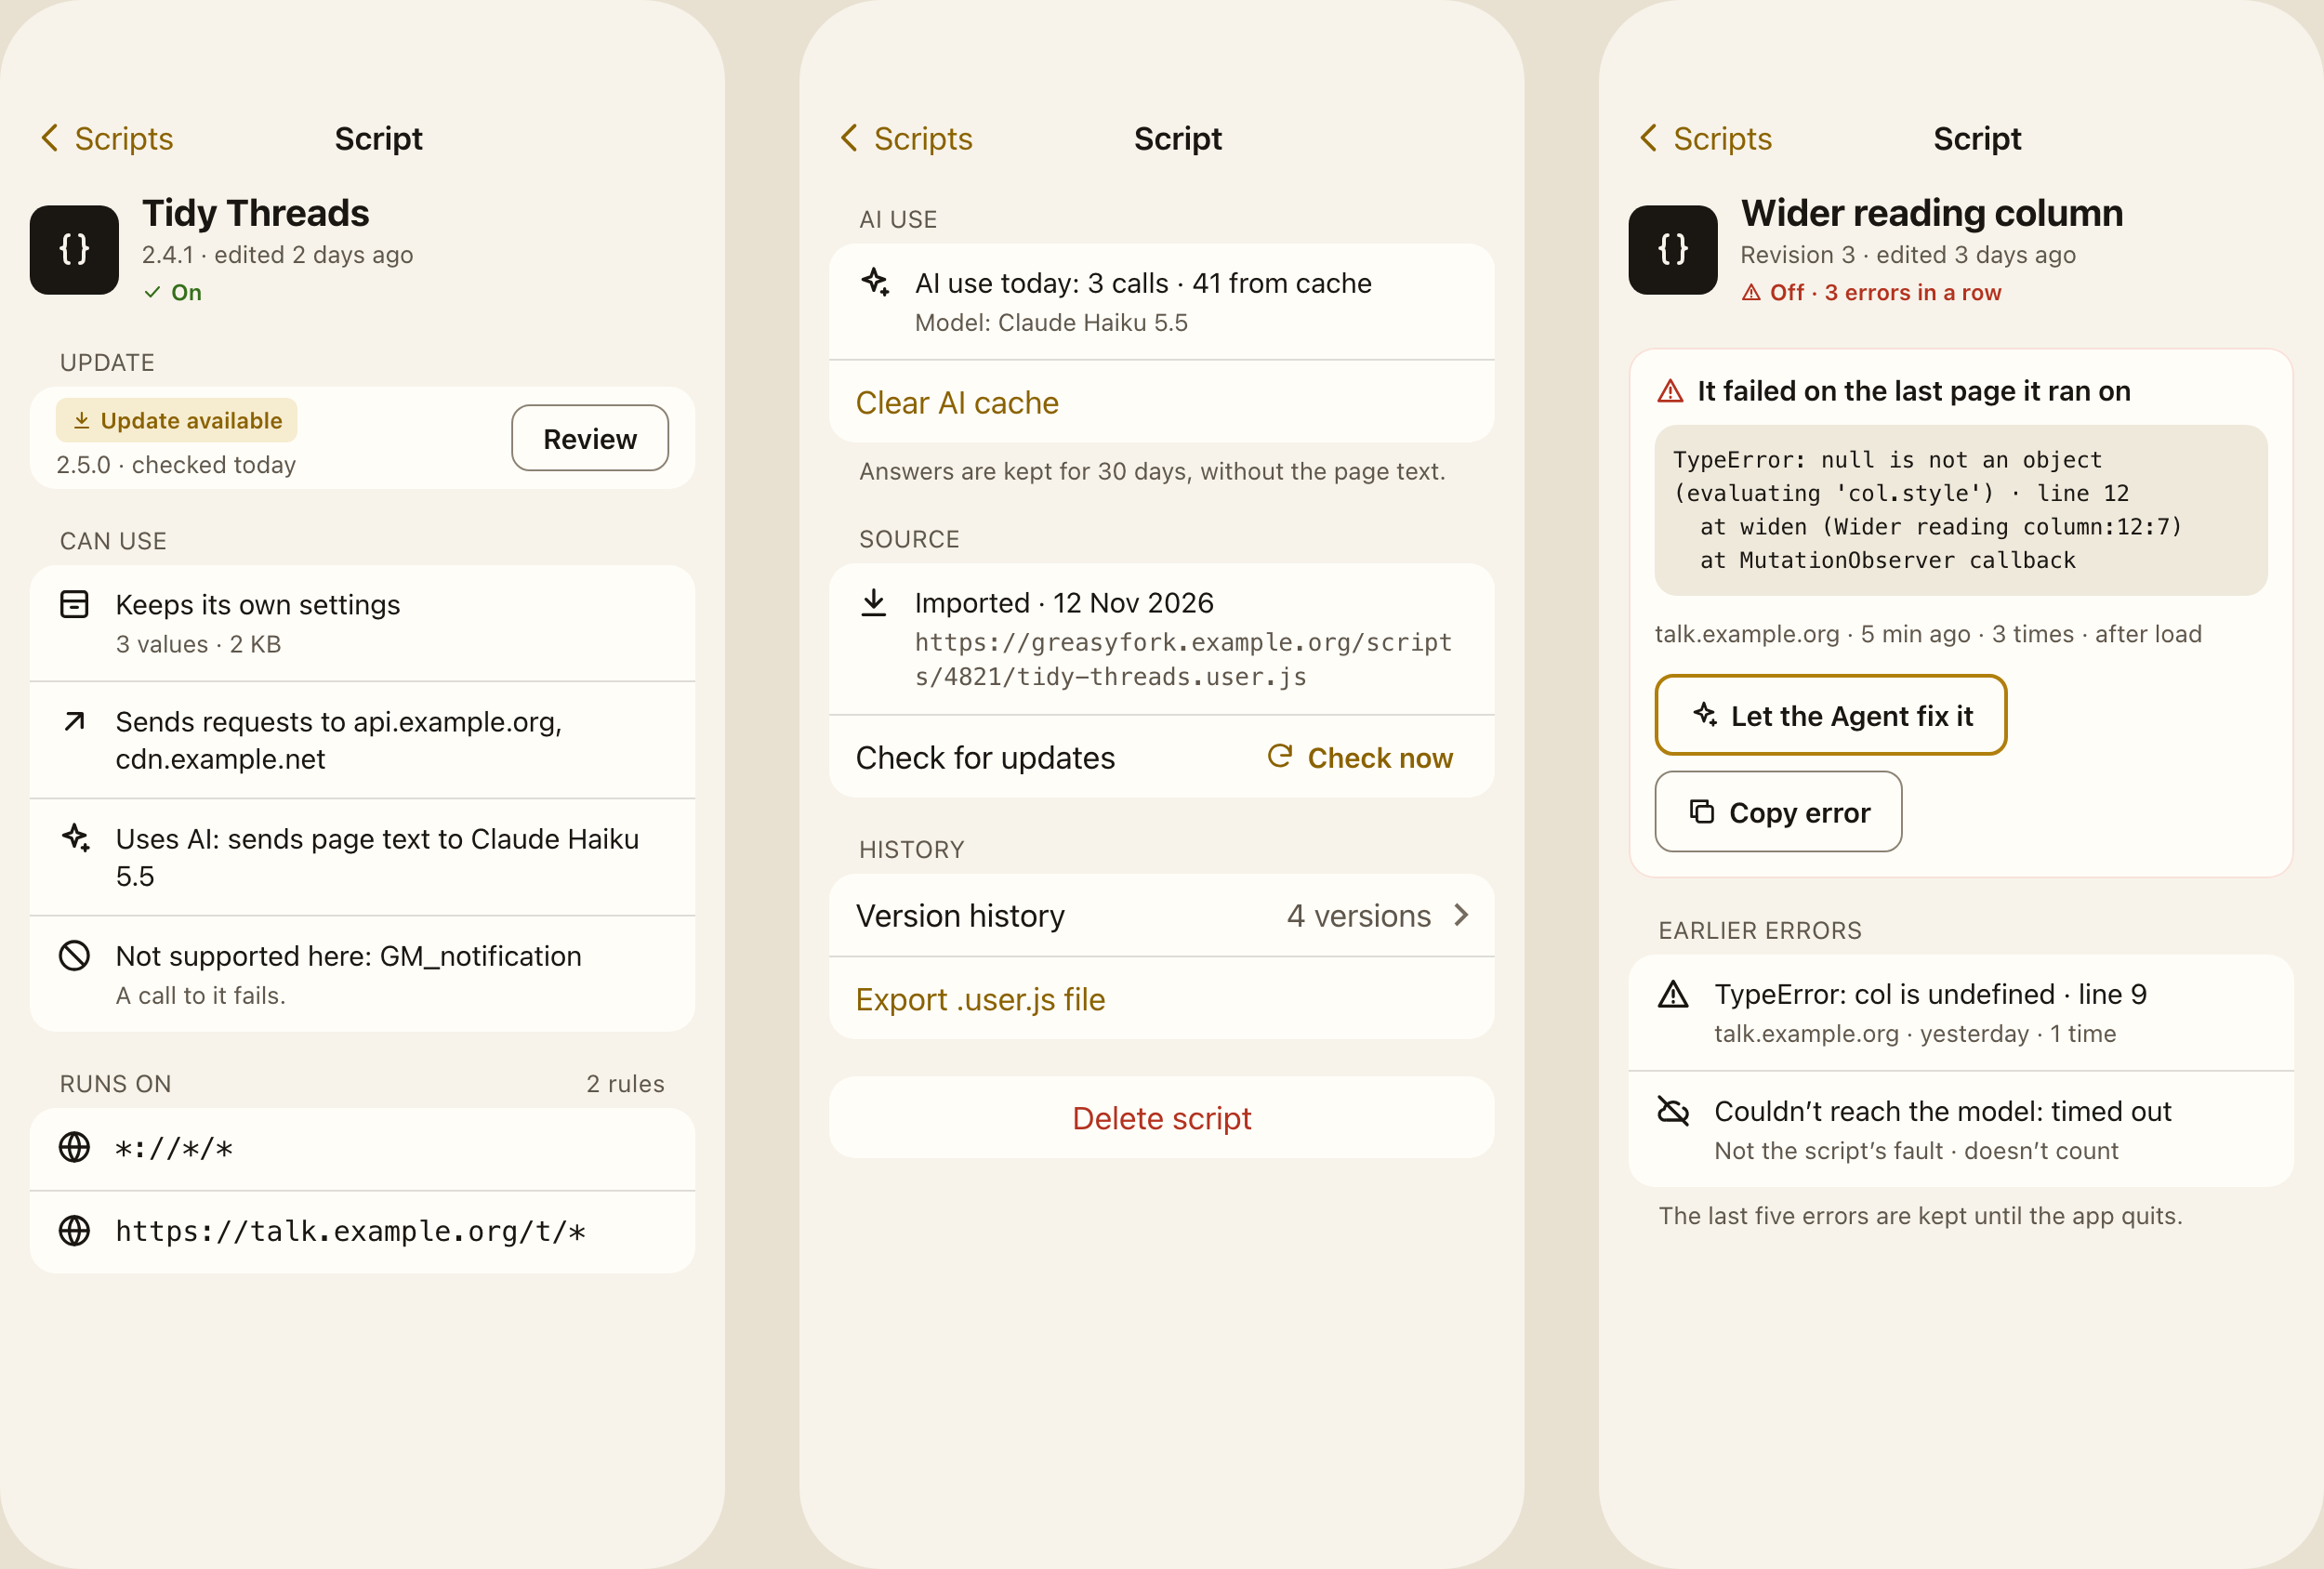 Scripts
Script
Tidy Threads
2.4.1 · edited 2 days ago
On
UPDATE
Update available
2.5.0 · checked today
Review
CAN USE
Keeps its own settings
3 values · 2 KB
Sends requests to api.example.org,
cdn.example.net
Uses AI: sends page text to Claude Haiku
5.5
Not supported here: GM_notification
A call to it fails.
RUNS ON
2 rules
*://*/*
https://talk.example.org/t/*
Scripts
Script
AI USE
AI use today: 3 calls · 41 from cache
Model: Claude Haiku 5.5
Clear AI cache
Answers are kept for 30 days, without the page text.
SOURCE
Imported · 12 Nov 2026
https://greasyfork.example.org/script
s/4821/tidy-threads.user.js
Check for updates
Check now
HISTORY
Version history
4 versions
Export .user.js file
Delete script
Scripts
Script
Wider reading column
Revision 3 · edited 3 days ago
Off · 3 errors in a row
It failed on the last page it ran on
TypeError: null is not an object
(evaluating 'col.style') · line 12
at widen (Wider reading column:12:7)
at MutationObserver callback
talk.example.org · 5 min ago · 3 times · after load
Let the Agent fix it
Copy error
EARLIER ERRORS
TypeError: col is undefined · line 9
talk.example.org · yesterday · 1 time
Couldn’t reach the model: timed out
Not the script’s fault · doesn’t count
The last five errors are kept until the app quits.